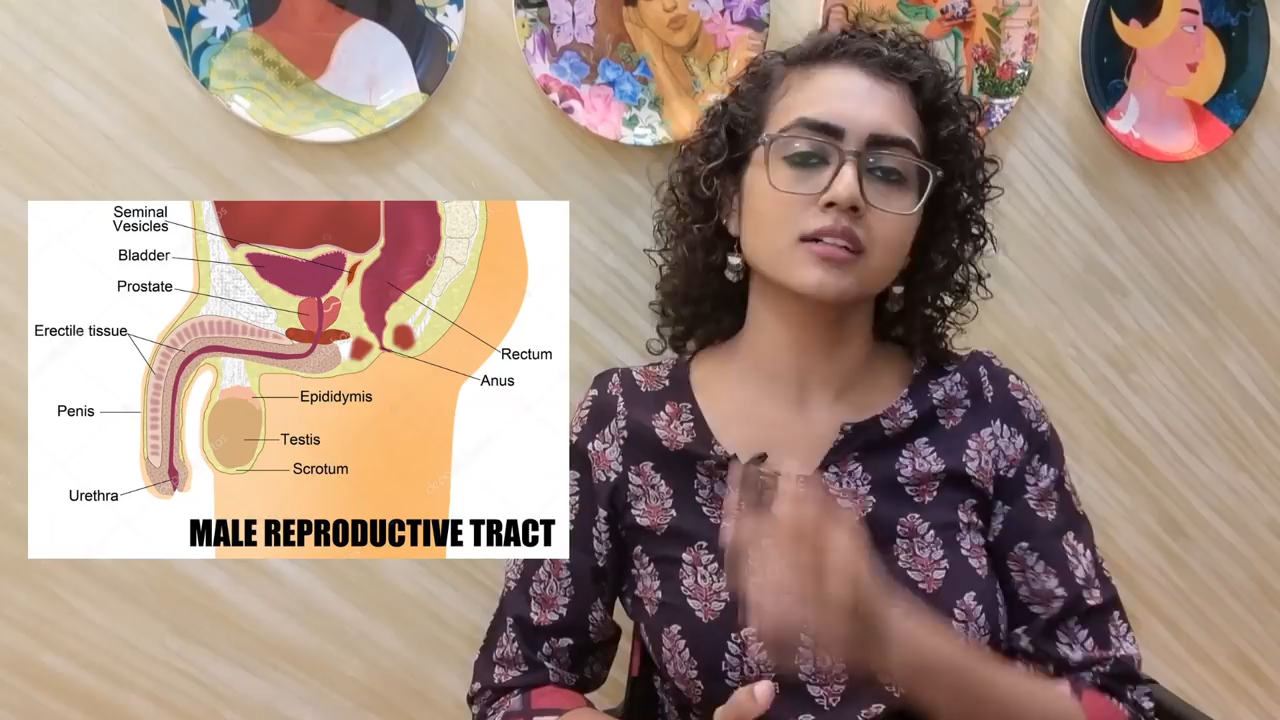 Seminal
Vesicles
Bladder
Prostate
Erectile tissue
Rectum
Anus
Epididymis
Penis
Testis
Scrotum
Urethra
MALE REPRODUCTIVE TRACT